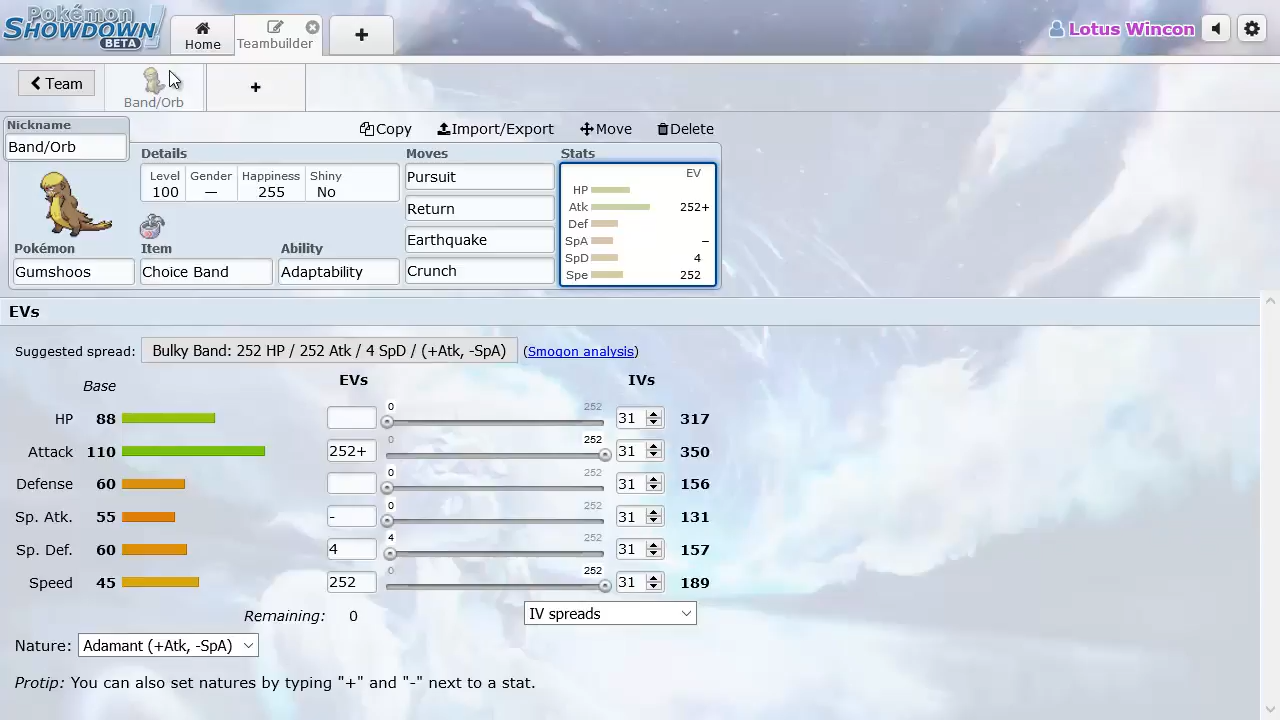 Pokémon
SHOWDOWN!
BETA
Home
Teambuilder
+
Lotus Wincon
Team
Band/Orb
+
Nickname
Band/Orb
Copy
Import/Export
Move
Delete
Details
Level
100
Gender
—
Happiness
255
Shiny
No
Pokémon
Gumshoos
Item
Choice Band
Ability
Adaptability
Moves
Pursuit
Return
Earthquake
Crunch
Stats
EV
HP
Atk 252+
Def
SpA –
SpD 4
Spe 252
EVs
Suggested spread: Bulky Band: 252 HP / 252 Atk / 4 SpD / (+Atk, -SpA) (Smogon analysis)
Base EVs IVs
HP 88 0 252 31 317
Attack 110 252+ 0 252 31 350
Defense 60 0 252 31 156
Sp. Atk. 55 - 0 252 31 131
Sp. Def. 60 4 4 252 31 157
Speed 45 252 0 252 31 189
Remaining: 0 IV spreads
Nature: Adamant (+Atk, -SpA)
Protip: You can also set natures by typing "+" and "-" next to a stat.